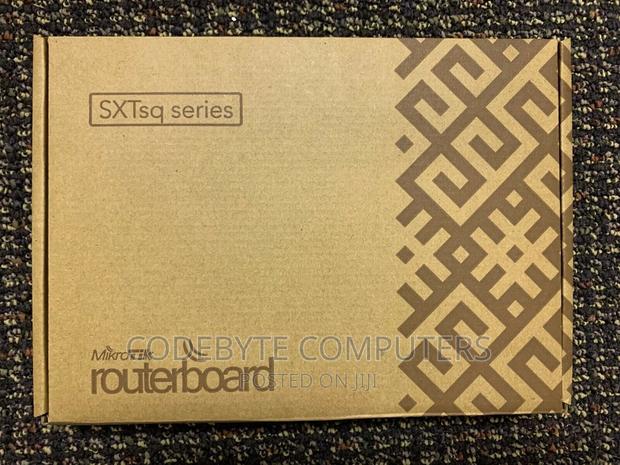 SXTsq series
MikroTik
routerboard
CODEBYTE COMPUTERS
POSTED ON JIJI